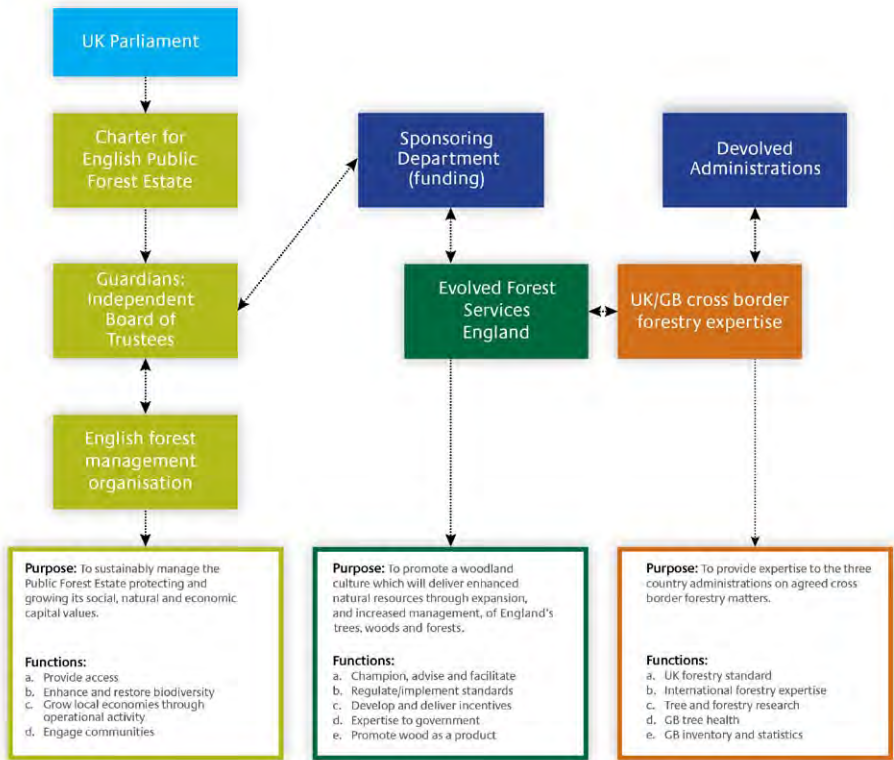 UK Parliament
Charter for
English Public
Forest Estate
Sponsoring
Department
(funding)
Devolved
Administrations
Guardians:
Independent
Board of
Trustees
Evolved Forest
Services
England
UK/GB cross border
forestry expertise
English forest
management
organisation
Purpose: To sustainably manage the
Public Forest Estate protecting and
growing its social, natural and economic
capital values.
Functions:
a. Provide access
b. Enhance and restore biodiversity
c. Grow local economies through
operational activity
d. Engage communities
Purpose: To promote a woodland
culture which will deliver enhanced
natural resources through expansion,
and increased management, of England's
trees, woods and forests.
Functions:
a. Champion, advise and facilitate
b. Regulate/implement standards
c. Develop and deliver incentives
d. Expertise to government
e. Promote wood as a product
Purpose: To provide expertise to the three
country administrations on agreed cross
border forestry matters.
Functions:
a. UK forestry standard
b. International forestry expertise
c. Tree and forestry research
d. GB tree health
e. GB inventory and statistics